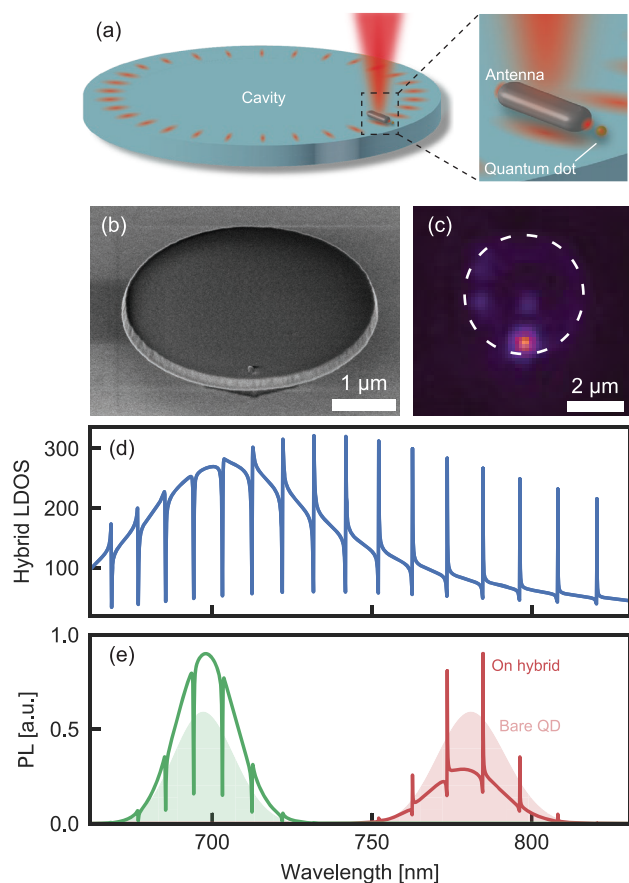 (a)
Cavity
Antenna
Quantum dot
(b)
1 µm
(c)
2 µm
(d)
300
200
100
Hybrid LDOS
(e)
1.0
0.5
0.0
PL [a.u.]
On hybrid
Bare QD
700
750
800
Wavelength [nm]